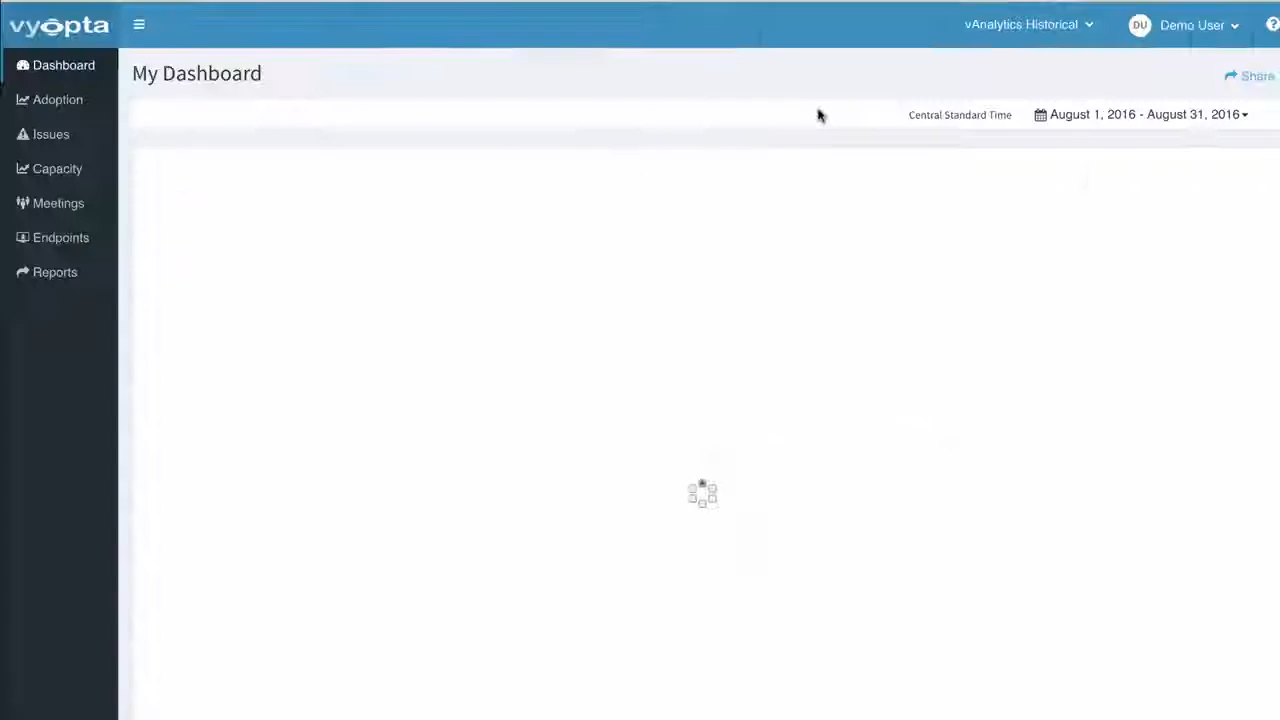 vyopta
vAnalytics Historical
DU Demo User
?
Dashboard
Adoption
Issues
Capacity
Meetings
Endpoints
Reports
My Dashboard
Share
Central Standard Time
August 1, 2016 - August 31, 2016